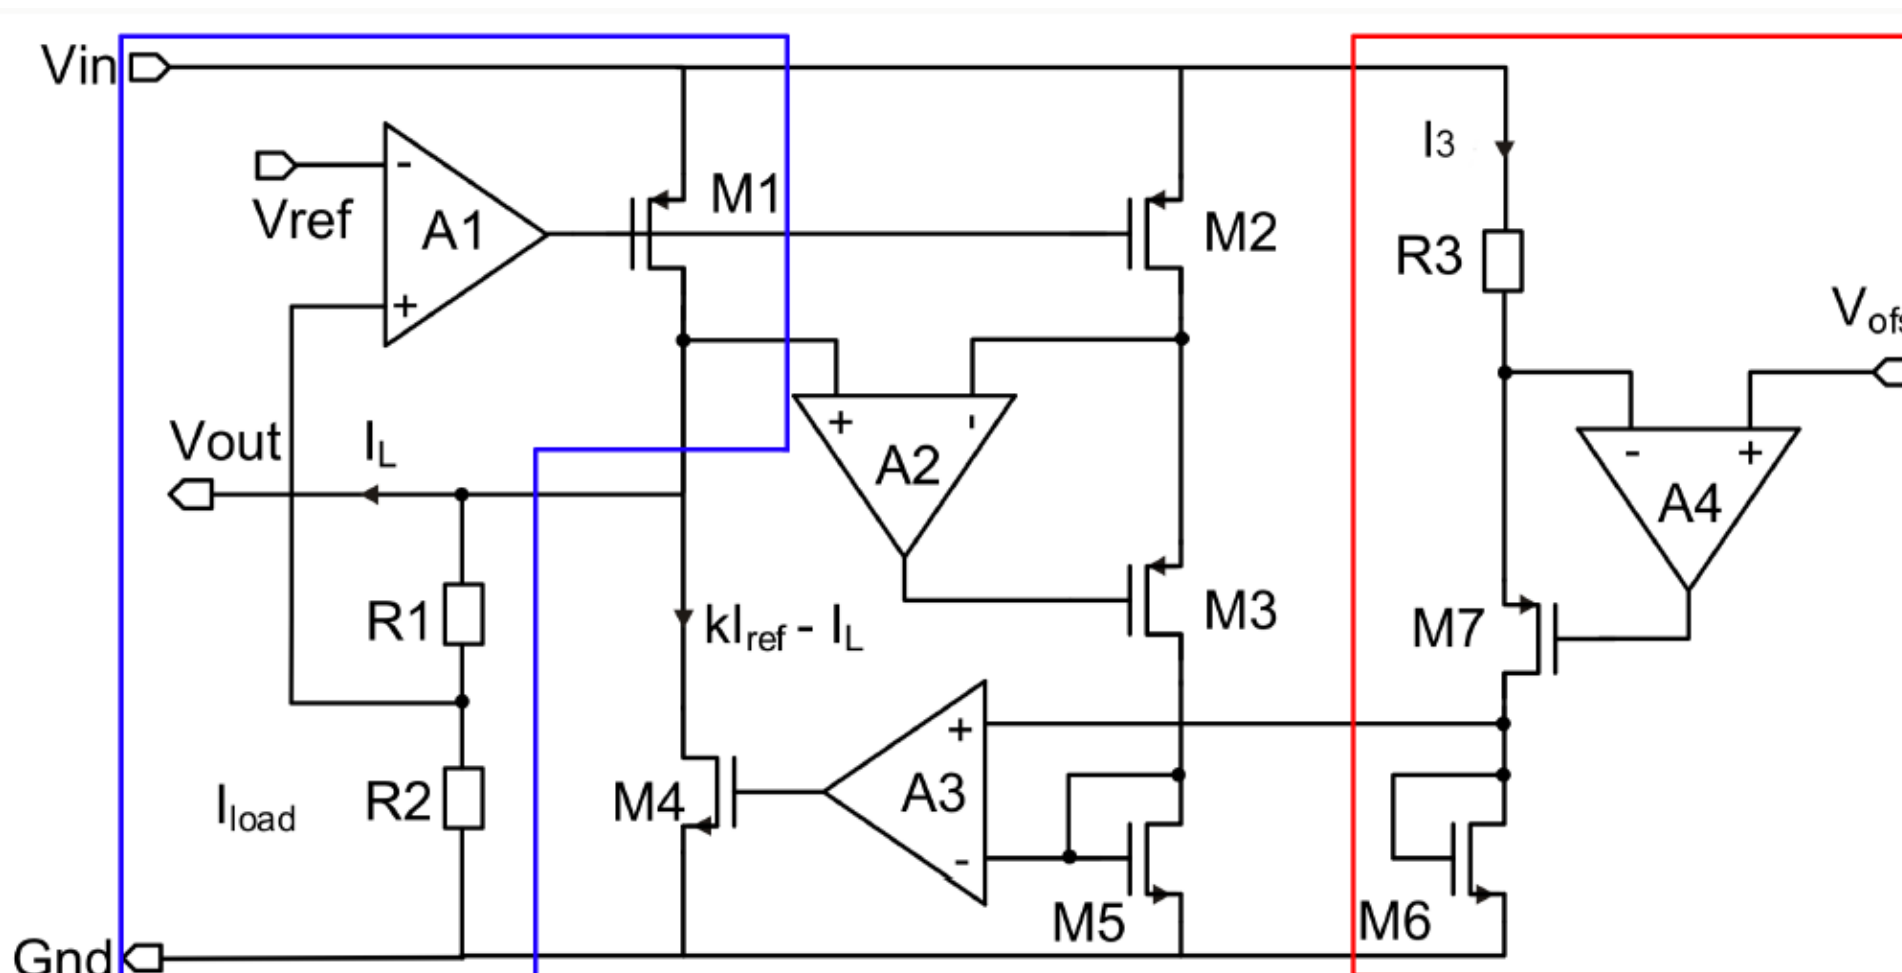 Vin
I3
M1
-
Vref
A1
M2
R3
Vofs
+
Vout
IL
+
-
A2
-
+
A4
R1
kIref - IL
M3
M7
+
A3
R2
M4
Iload
-
M5
M6
Gnd